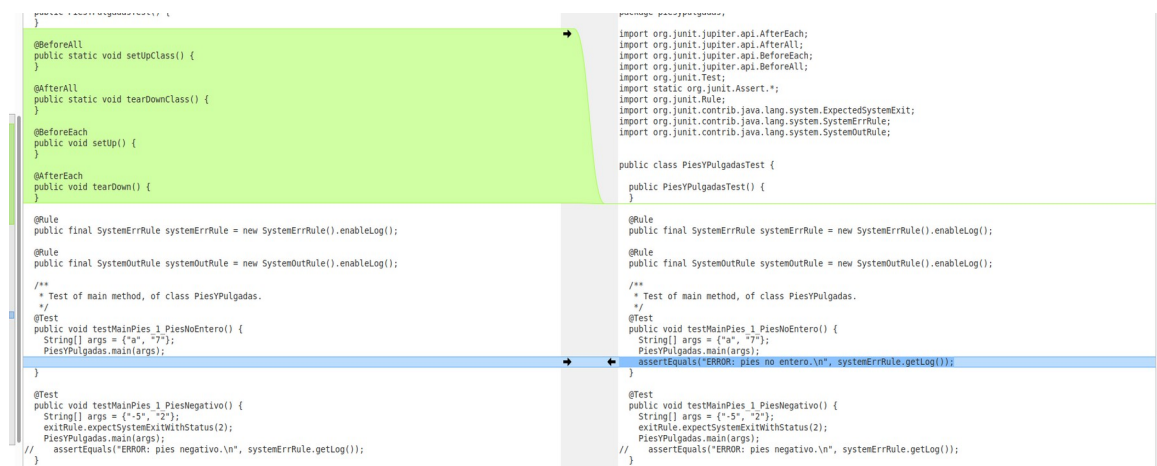 public PiesYPulgadasTest() {
}
@BeforeAll
public static void setUpClass() {
}
@AfterAll
public static void tearDownClass() {
}
@BeforeEach
public void setUp() {
}
@AfterEach
public void tearDown() {
}
@Rule
public final SystemErrRule systemErrRule = new SystemErrRule().enableLog();
@Rule
public final SystemOutRule systemOutRule = new SystemOutRule().enableLog();
/**
* Test of main method, of class PiesYPulgadas.
*/
@Test
public void testMainPies_1_PiesNoEntero() {
String[] args = {"a", "7"};
PiesYPulgadas.main(args);
}
@Test
public void testMainPies_1_PiesNegativo() {
String[] args = {"-5", "2"};
exitRule.expectSystemExitWithStatus(2);
PiesYPulgadas.main(args);
// assertEquals("ERROR: pies negativo.\n", systemErrRule.getLog());
}
package piesypulgadas;
import org.junit.jupiter.api.AfterEach;
import org.junit.jupiter.api.AfterAll;
import org.junit.jupiter.api.BeforeEach;
import org.junit.jupiter.api.BeforeAll;
import org.junit.Test;
import static org.junit.Assert.*;
import org.junit.Rule;
import org.junit.contrib.java.lang.system.ExpectedSystemExit;
import org.junit.contrib.java.lang.system.SystemErrRule;
import org.junit.contrib.java.lang.system.SystemOutRule;
public class PiesYPulgadasTest {
public PiesYPulgadasTest() {
}
@Rule
public final SystemErrRule systemErrRule = new SystemErrRule().enableLog();
@Rule
public final SystemOutRule systemOutRule = new SystemOutRule().enableLog();
/**
* Test of main method, of class PiesYPulgadas.
*/
@Test
public void testMainPies_1_PiesNoEntero() {
String[] args = {"a", "7"};
PiesYPulgadas.main(args);
assertEquals("ERROR: pies no entero.\n", systemErrRule.getLog());
}
@Test
public void testMainPies_1_PiesNegativo() {
String[] args = {"-5", "2"};
exitRule.expectSystemExitWithStatus(2);
PiesYPulgadas.main(args);
// assertEquals("ERROR: pies negativo.\n", systemErrRule.getLog());
}